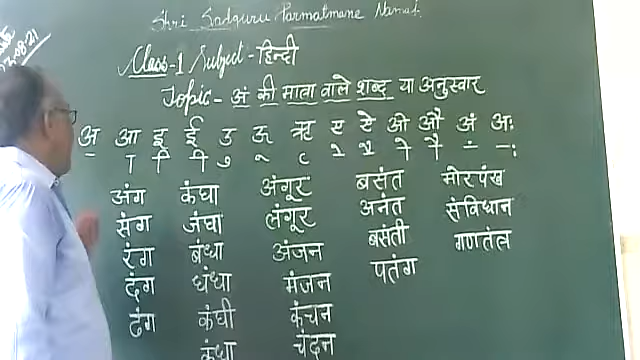 Shri Sadguru Parmatmane Namah
Class-1 Subject - हिन्दी
Topic - अं की मात्रा वाले शब्द या अनुस्वार
अ आ इ ई उ ऊ ऋ ए ऐ ओ औ अं अः
- ा ि ी ु ू ृ े ै ो ौ ं ः
अंग कंघा अंगूर बसंत मोरपंख
संग जंघा लंगूर अनंत संविधान
रंग बंधा अंजन बसंती गणतंत्र
दंग धंधा मंजन पतंग
ढंग कंघी कंचन
कंधा चंदन